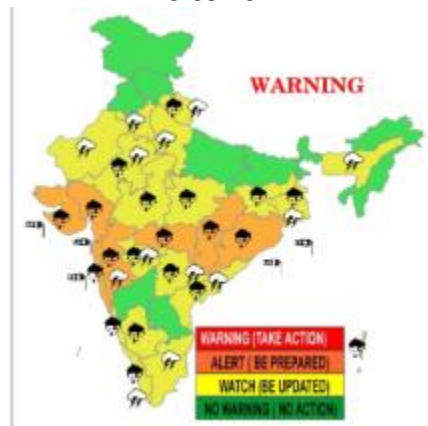 WARNING
WARNING (TAKE ACTION)
ALERT ( BE PREPARED)
WATCH (BE UPDATED)
NO WARNING ( NO ACTION)